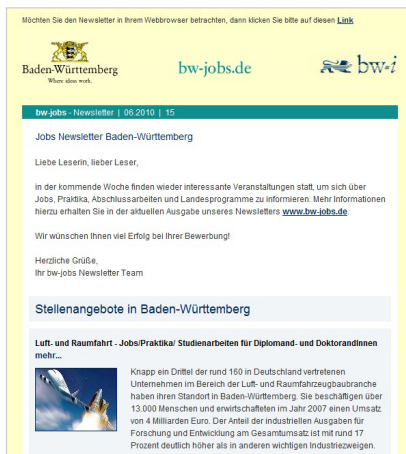 Möchten Sie den Newsletter in Ihrem Webbrowser betrachten, dann klicken Sie bitte auf diesen Link
Baden-Württemberg
Where ideas work.
bw-jobs.de
bw-i
bw-jobs - Newsletter | 06.2010 | 15
Jobs Newsletter Baden-Württemberg
Liebe Leserin, lieber Leser,
in der kommende Woche finden wieder interessante Veranstaltungen statt, um sich über
Jobs, Praktika, Abschlussarbeiten und Landesprogramme zu informieren. Mehr Informationen
hierzu erhalten Sie in der aktuellen Ausgabe unseres Newsletters www.bw-jobs.de.
Wir wünschen Ihnen viel Erfolg bei Ihrer Bewerbung!
Herzliche Grüße,
Ihr bw-jobs Newsletter Team
Stellenangebote in Baden-Württemberg
Luft- und Raumfahrt - Jobs/Praktika/ Studienarbeiten für Diplomand- und DoktorandInnen
mehr...
Knapp ein Drittel der rund 160 in Deutschland vertretenen
Unternehmen im Bereich der Luft- und Raumfahrzeugbaubranche
haben ihren Standort in Baden-Württemberg. Sie beschäftigen über
13.000 Menschen und erwirtschafteten im Jahr 2007 einen Umsatz
von 4 Milliarden Euro. Der Anteil der industriellen Ausgaben für
Forschung und Entwicklung am Gesamtumsatz ist mit rund 17
Prozent deutlich höher als in anderen wichtigen Industriezweigen.